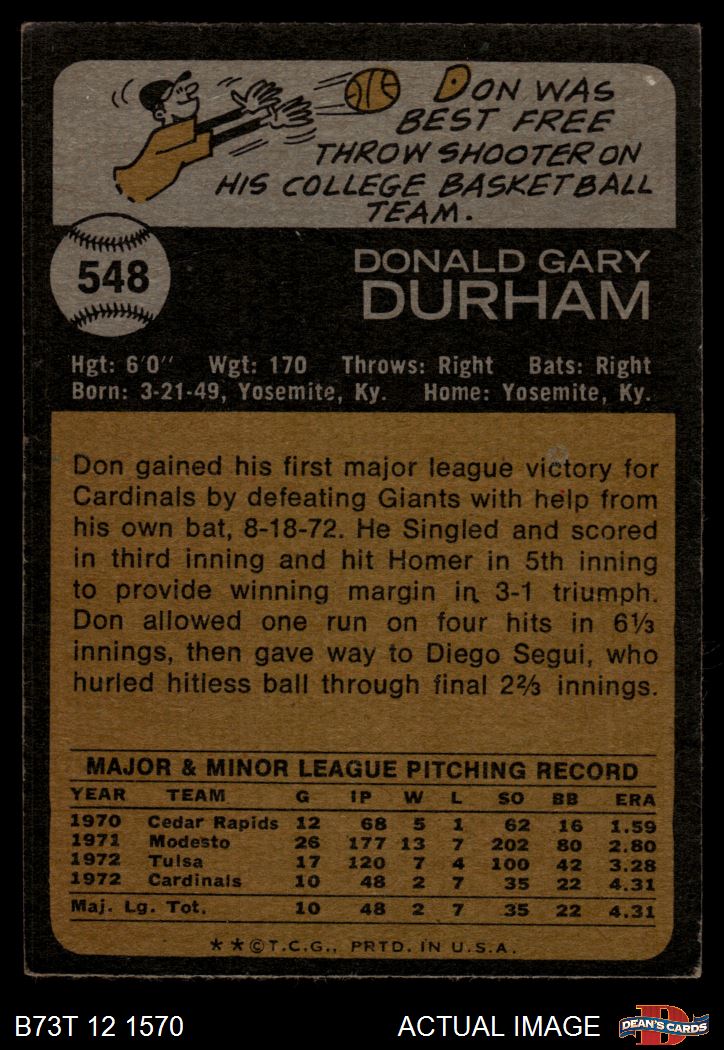 DON WAS
BEST FREE
THROW SHOOTER ON
HIS COLLEGE BASKETBALL
TEAM.
548
DONALD GARY
DURHAM
Hgt: 6'0" Wgt: 170 Throws: Right Bats: Right
Born: 3-21-49, Yosemite, Ky. Home: Yosemite, Ky.
Don gained his first major league victory for
Cardinals by defeating Giants with help from
his own bat, 8-18-72. He Singled and scored
in third inning and hit Homer in 5th inning
to provide winning margin in 3-1 triumph.
Don allowed one run on four hits in 6⅓
innings, then gave way to Diego Segui, who
hurled hitless ball through final 2⅔ innings.
MAJOR & MINOR LEAGUE PITCHING RECORD
YEAR TEAM G IP W L SO BB ERA
1970 Cedar Rapids 12 68 5 1 62 16 1.59
1971 Modesto 26 177 13 7 202 80 2.80
1972 Tulsa 17 120 7 4 100 42 3.28
1972 Cardinals 10 48 2 7 35 22 4.31
Maj. Lg. Tot. 10 48 2 7 35 22 4.31
★★©T.C.G., PRTD. IN U.S.A.
B73T 12 1570 ACTUAL IMAGE D DEAN'S CARDS